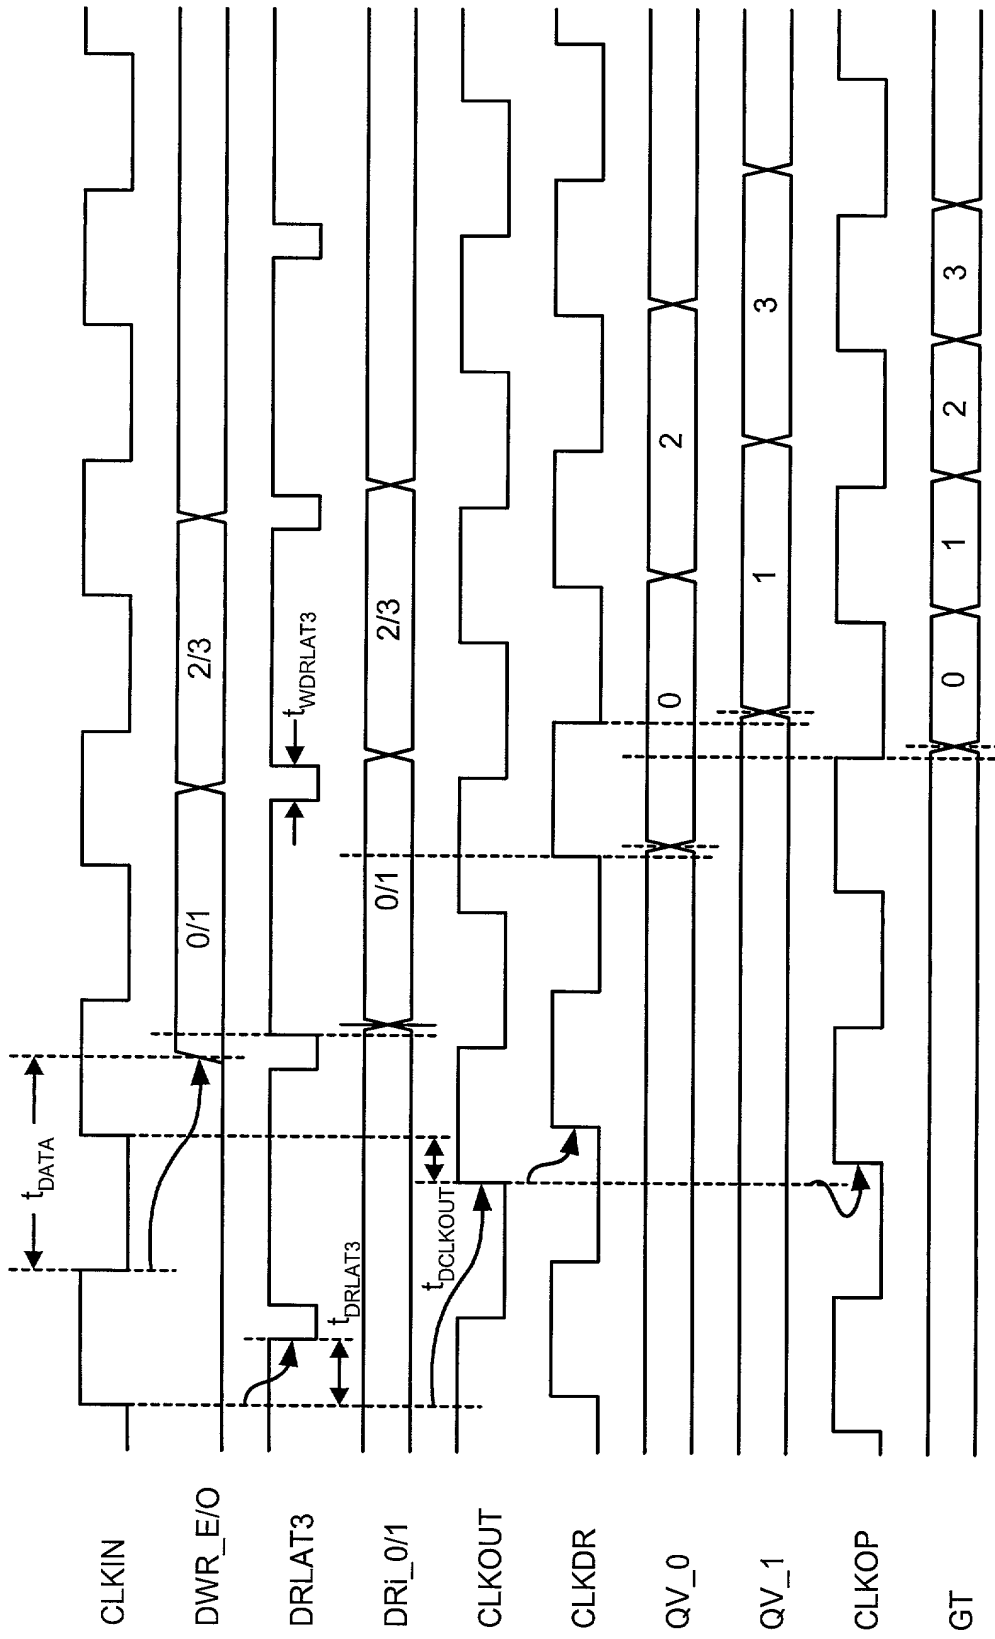 CLKIN
tDATA
DWR_E/O
0/1
2/3
DRLAT3
tDRLAT3
tWDRLAT3
DRi_0/1
0/1
2/3
CLKOUT
tDCLKOUT
CLKDR
QV_0
0
2
QV_1
1
3
CLKOP
GT
0
1
2
3